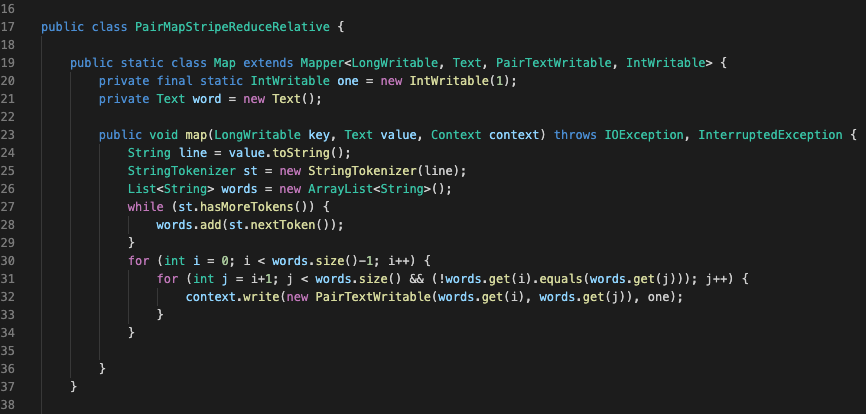 16
17 public class PairMapStripeReduceRelative {
18
19     public static class Map extends Mapper<LongWritable, Text, PairTextWritable, IntWritable> {
20         private final static IntWritable one = new IntWritable(1);
21         private Text word = new Text();
22
23         public void map(LongWritable key, Text value, Context context) throws IOException, InterruptedException {
24             String line = value.toString();
25             StringTokenizer st = new StringTokenizer(line);
26             List<String> words = new ArrayList<String>();
27             while (st.hasMoreTokens()) {
28                 words.add(st.nextToken());
29             }
30             for (int i = 0; i < words.size()-1; i++) {
31                 for (int j = i+1; j < words.size() && (!words.get(i).equals(words.get(j))); j++) {
32                     context.write(new PairTextWritable(words.get(i), words.get(j)), one);
33                 }
34             }
35
36         }
37     }
38